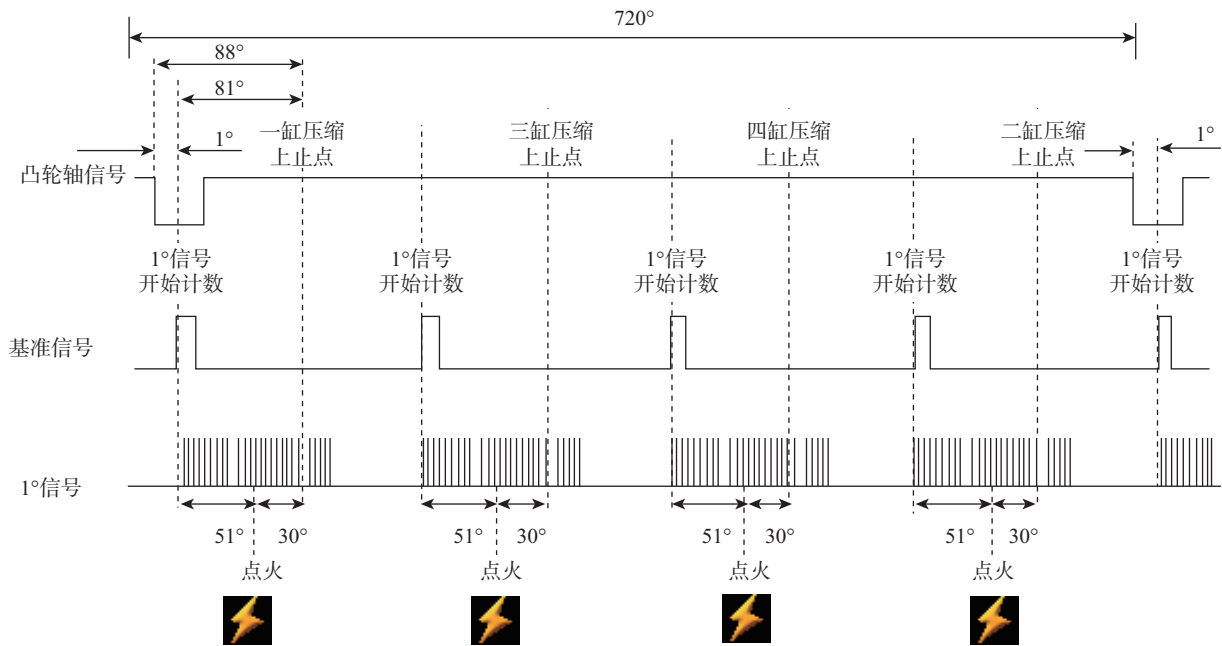 720°
88°
81°
1°
一缸压缩
上止点
三缸压缩
上止点
四缸压缩
上止点
二缸压缩
上止点
1°
凸轮轴信号
1°信号
开始计数
1°信号
开始计数
1°信号
开始计数
1°信号
开始计数
1°信号
开始计数
基准信号
1°信号
51° 30°
51° 30°
51° 30°
51° 30°
点火
点火
点火
点火